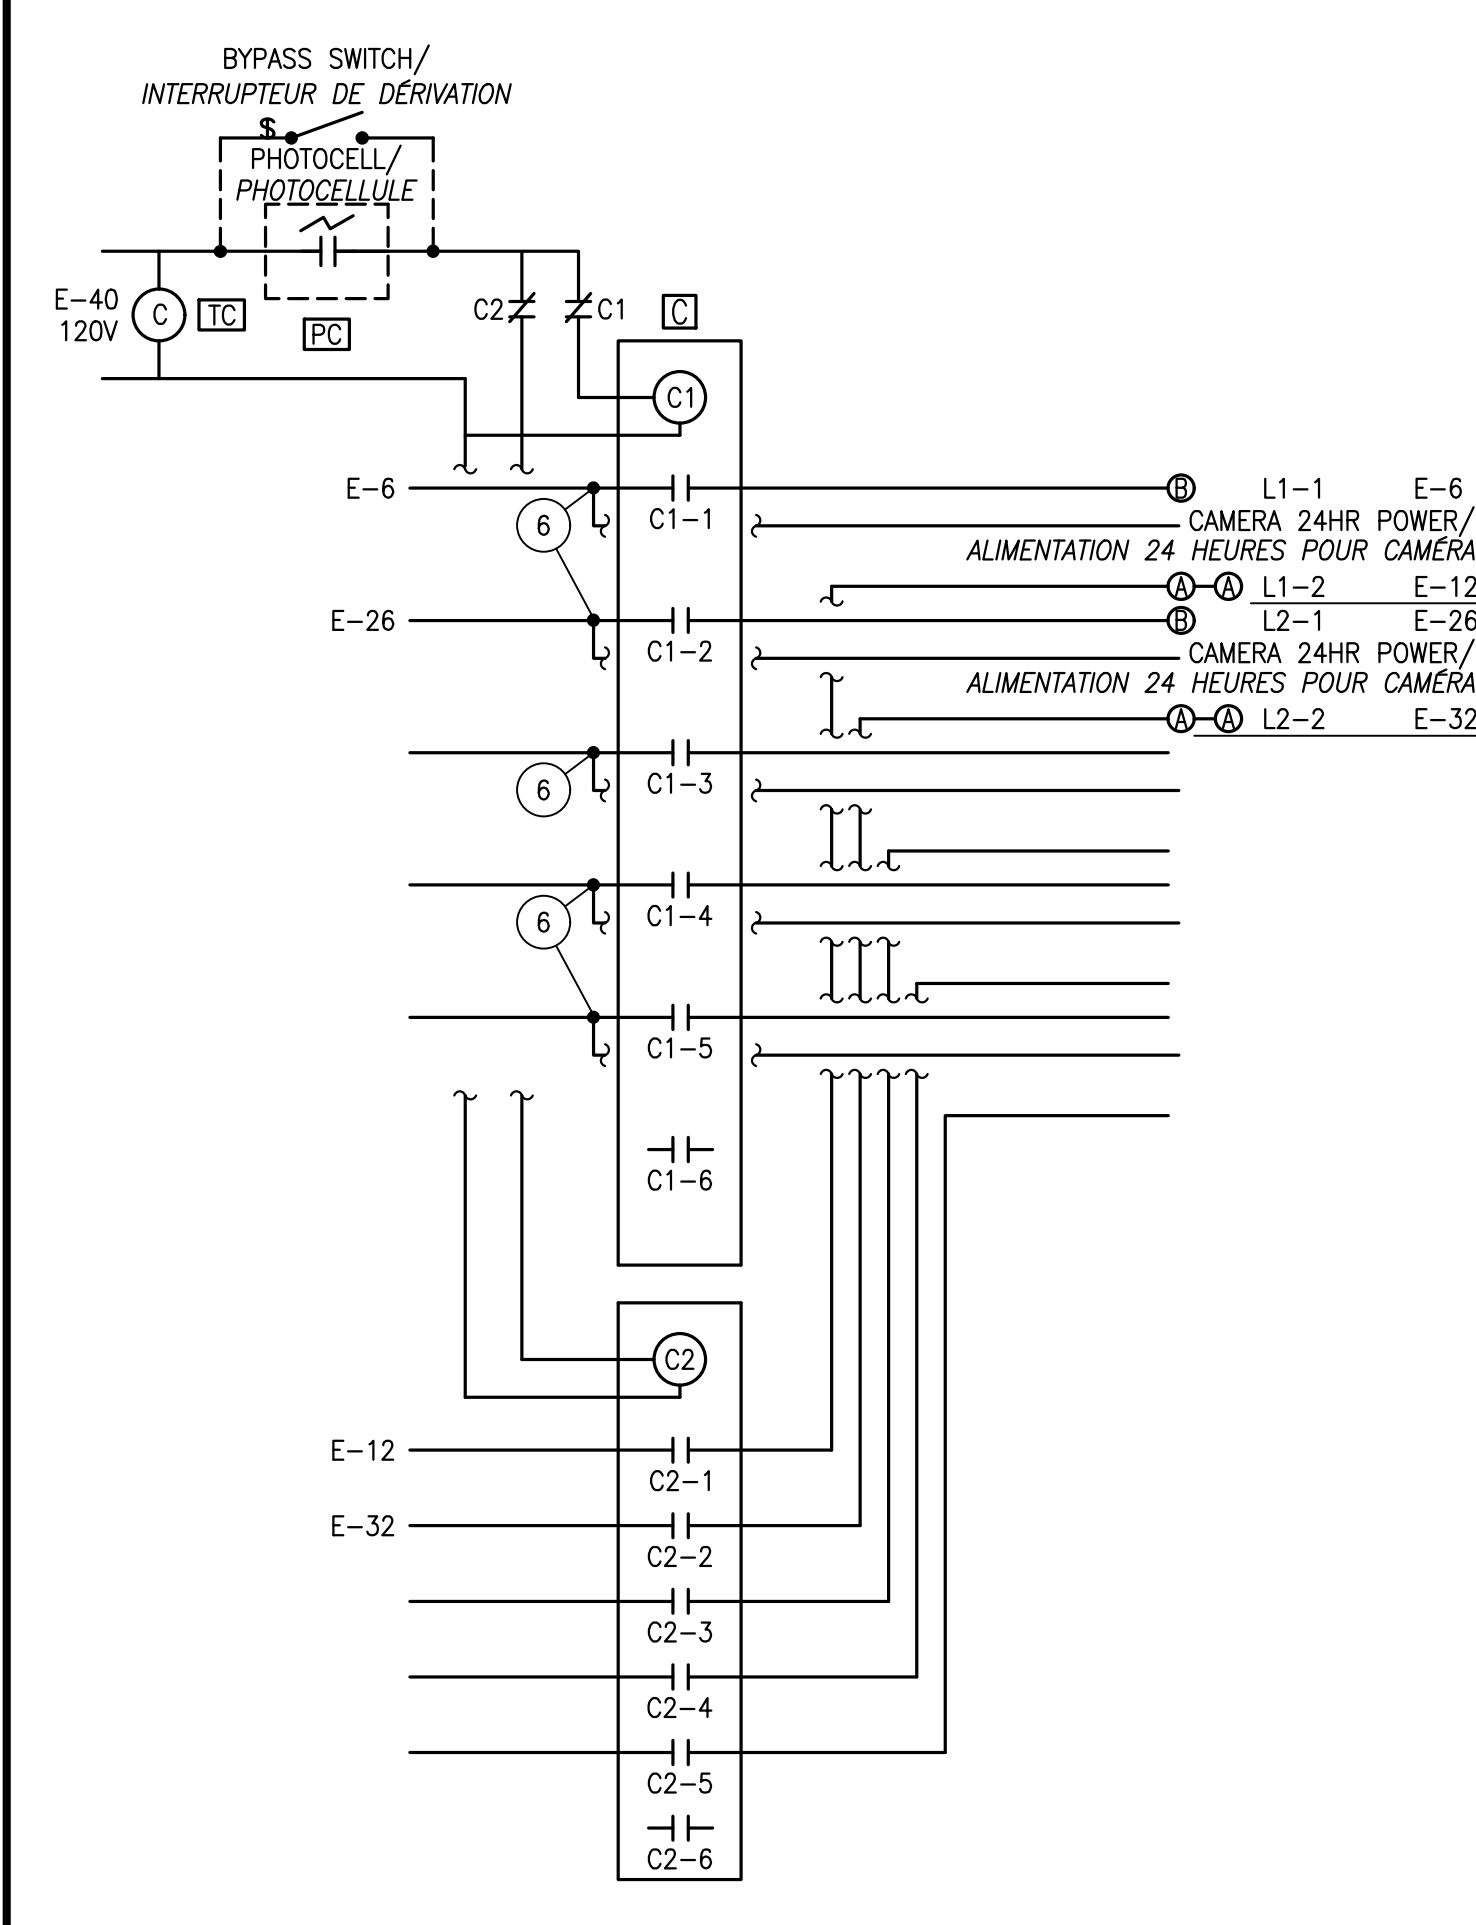 BYPASS SWITCH/
INTERRUPTEUR DE DÉRIVATION
$
PHOTOCELL/
PHOTOCELLULE
E-40
120V
C
TC
PC
C2
C1
C
C1
E-6
6
C1-1
B L1-1 E-6
CAMERA 24HR POWER/
ALIMENTATION 24 HEURES POUR CAMÉRA
A A L1-2 E-12
E-26
C1-2
B L2-1 E-26
CAMERA 24HR POWER/
ALIMENTATION 24 HEURES POUR CAMÉRA
A A L2-2 E-32
6
C1-3
6
C1-4
C1-5
C1-6
C2
E-12
C2-1
E-32
C2-2
C2-3
C2-4
C2-5
C2-6